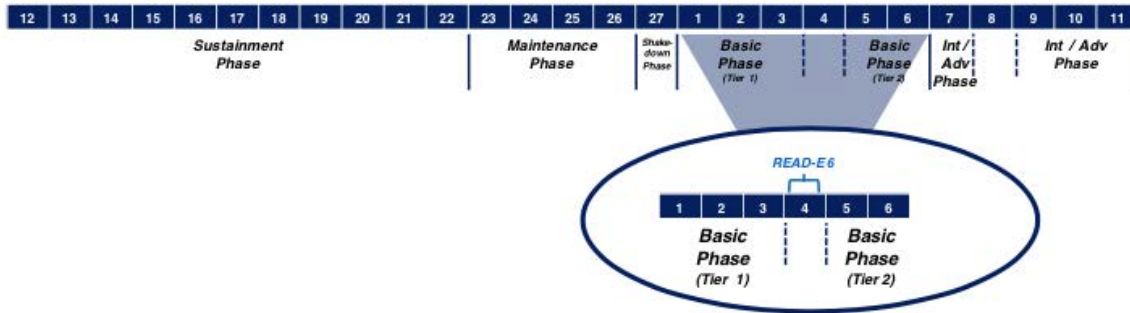 12 13 14 15 16 17 18 19 20 21 22 23 24 25 26 27 1 2 3 4 5 6 7 8 9 10 11
Sustainment
Phase
Maintenance
Phase
Shake-
down
Phase
Basic
Phase
(Tier 1)
Basic
Phase
(Tier 2)
Int /
Adv
Phase
Int / Adv
Phase
READ-E6
1 2 3 4 5 6
Basic
Phase
(Tier 1)
Basic
Phase
(Tier 2)